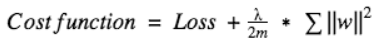 Cost function = Loss + λ/2m * ∑ ||w||²